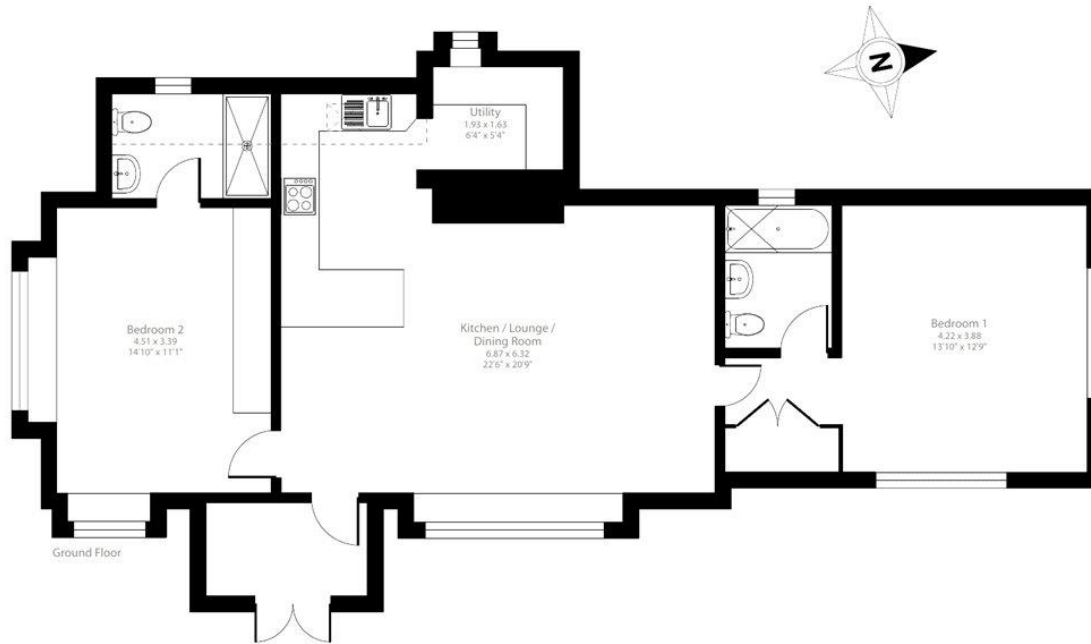 N
Utility
1.93 x 1.63
6'4" x 5'4"
Bedroom 2
4.51 x 3.39
14'10" x 11'1"
Kitchen / Lounge /
Dining Room
6.87 x 6.32
22'6" x 20'9"
Bedroom 1
4.22 x 3.88
13'10" x 12'9"
Ground Floor